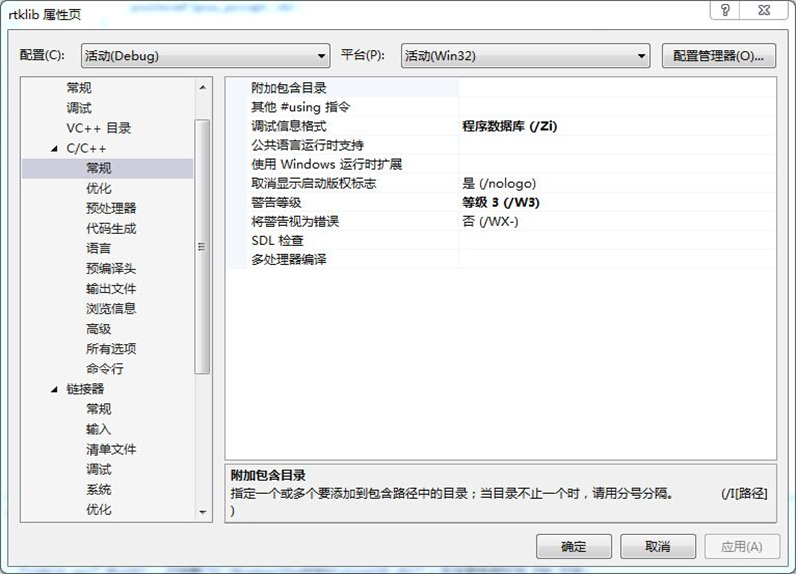 rtklib 属性页
配置(C): 活动(Debug) 平台(P): 活动(Win32) 配置管理器(O)...
常规
调试
VC++ 目录
C/C++
常规
优化
预处理器
代码生成
语言
预编译头
输出文件
浏览信息
高级
所有选项
命令行
链接器
常规
输入
清单文件
调试
系统
优化
附加包含目录
其他 #using 指令
调试信息格式 程序数据库 (/Zi)
公共语言运行时支持
使用 Windows 运行时扩展
取消显示启动版权标志 是 (/nologo)
警告等级 等级 3 (/W3)
将警告视为错误 否 (/WX-)
SDL 检查
多处理器编译
附加包含目录
指定一个或多个要添加到包含路径中的目录；当目录不止一个时，请用分号分隔。 (/I[路径]
)
确定 取消 应用(A)